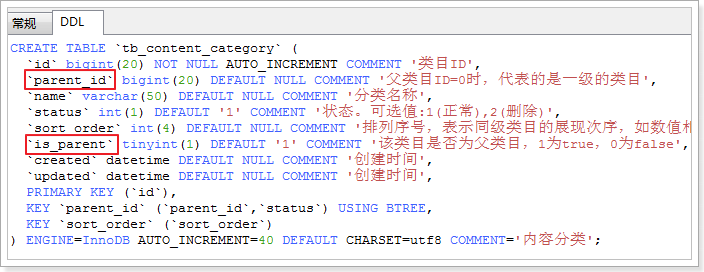 常规 DDL
CREATE TABLE `tb_content_category` (
`id` bigint(20) NOT NULL AUTO_INCREMENT COMMENT '类目ID',
`parent_id` bigint(20) DEFAULT NULL COMMENT '父类目ID=0时，代表的是一级的类目',
`name` varchar(50) DEFAULT NULL COMMENT '分类名称',
`status` int(1) DEFAULT '1' COMMENT '状态。可选值:1(正常),2(删除)',
`sort_order` int(4) DEFAULT NULL COMMENT '排列序号，表示同级类目的展现次序，如数值
`is_parent` tinyint(1) DEFAULT '1' COMMENT '该类目是否为父类目，1为true，0为false',
`created` datetime DEFAULT NULL COMMENT '创建时间',
`updated` datetime DEFAULT NULL COMMENT '创建时间',
PRIMARY KEY (`id`),
KEY `parent_id` (`parent_id`,`status`) USING BTREE,
KEY `sort_order` (`sort_order`)
) ENGINE=InnoDB AUTO_INCREMENT=40 DEFAULT CHARSET=utf8 COMMENT='内容分类';